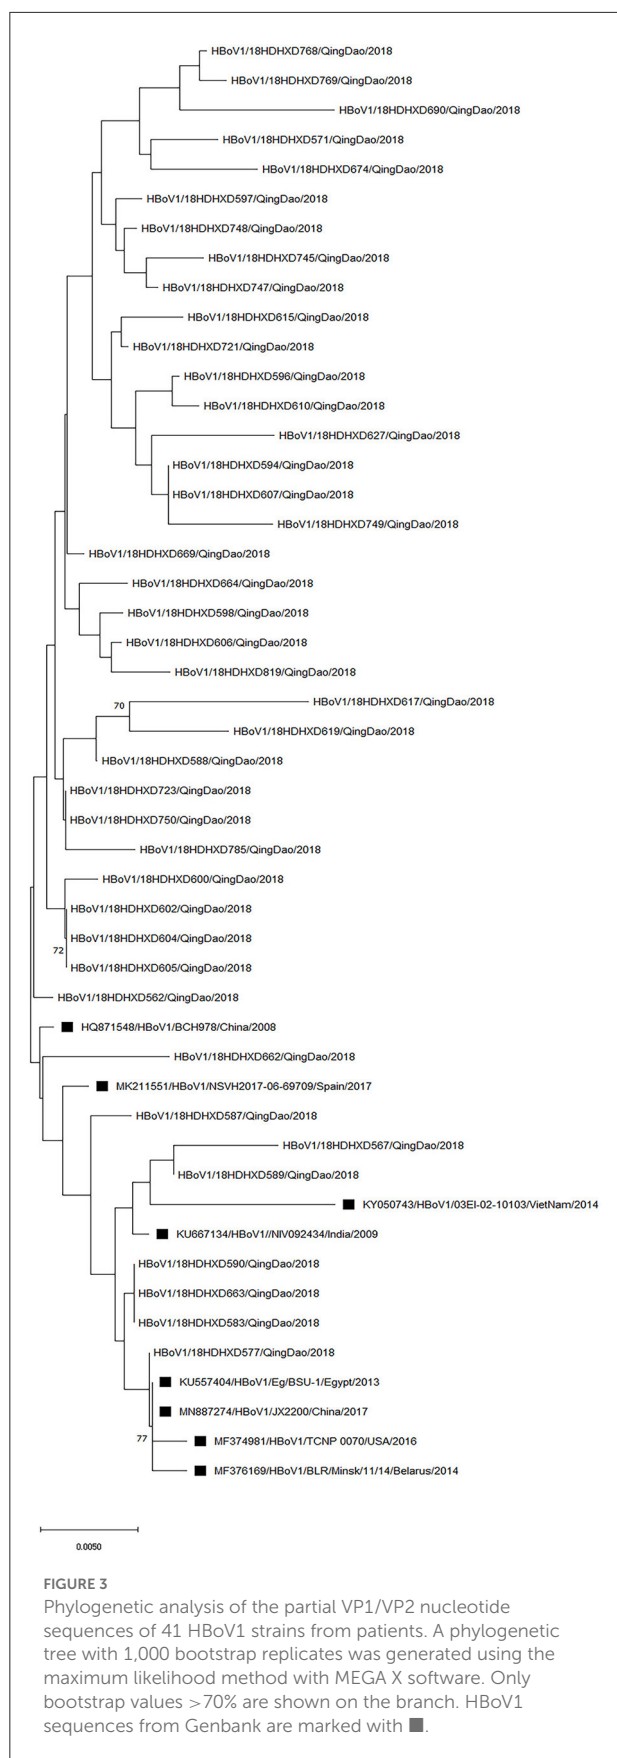 HBoV1/18HDHXD768/QingDao/2018
HBoV1/18HDHXD769/QingDao/2018
HBoV1/18HDHXD690/QingDao/2018
HBoV1/18HDHXD571/QingDao/2018
HBoV1/18HDHXD674/QingDao/2018
HBoV1/18HDHXD597/QingDao/2018
HBoV1/18HDHXD748/QingDao/2018
HBoV1/18HDHXD745/QingDao/2018
HBoV1/18HDHXD747/QingDao/2018
HBoV1/18HDHXD615/QingDao/2018
HBoV1/18HDHXD721/QingDao/2018
HBoV1/18HDHXD596/QingDao/2018
HBoV1/18HDHXD610/QingDao/2018
HBoV1/18HDHXD627/QingDao/2018
HBoV1/18HDHXD594/QingDao/2018
HBoV1/18HDHXD607/QingDao/2018
HBoV1/18HDHXD749/QingDao/2018
HBoV1/18HDHXD669/QingDao/2018
HBoV1/18HDHXD664/QingDao/2018
HBoV1/18HDHXD598/QingDao/2018
HBoV1/18HDHXD606/QingDao/2018
HBoV1/18HDHXD819/QingDao/2018
70
HBoV1/18HDHXD617/QingDao/2018
HBoV1/18HDHXD619/QingDao/2018
HBoV1/18HDHXD588/QingDao/2018
HBoV1/18HDHXD723/QingDao/2018
HBoV1/18HDHXD750/QingDao/2018
HBoV1/18HDHXD785/QingDao/2018
HBoV1/18HDHXD600/QingDao/2018
HBoV1/18HDHXD602/QingDao/2018
HBoV1/18HDHXD604/QingDao/2018
72
HBoV1/18HDHXD605/QingDao/2018
HBoV1/18HDHXD562/QingDao/2018
■ HQ871548/HBoV1/BCH978/China/2008
HBoV1/18HDHXD662/QingDao/2018
■ MK211551/HBoV1/NSVH2017-06-69709/Spain/2017
HBoV1/18HDHXD587/QingDao/2018
HBoV1/18HDHXD567/QingDao/2018
HBoV1/18HDHXD589/QingDao/2018
■ KY050743/HBoV1/03EI-02-10103/VietNam/2014
■ KU667134/HBoV1//NIV092434/India/2009
HBoV1/18HDHXD590/QingDao/2018
HBoV1/18HDHXD663/QingDao/2018
HBoV1/18HDHXD583/QingDao/2018
HBoV1/18HDHXD577/QingDao/2018
■ KU557404/HBoV1/Eg/BSU-1/Egypt/2013
■ MN887274/HBoV1/JX2200/China/2017
77
■ MF374981/HBoV1/TCNP 0070/USA/2016
■ MF376169/HBoV1/BLR/Minsk/11/14/Belarus/2014
0.0050
FIGURE 3
Phylogenetic analysis of the partial VP1/VP2 nucleotide
sequences of 41 HBoV1 strains from patients. A phylogenetic
tree with 1,000 bootstrap replicates was generated using the
maximum likelihood method with MEGA X software. Only
bootstrap values >70% are shown on the branch. HBoV1
sequences from Genbank are marked with ■.